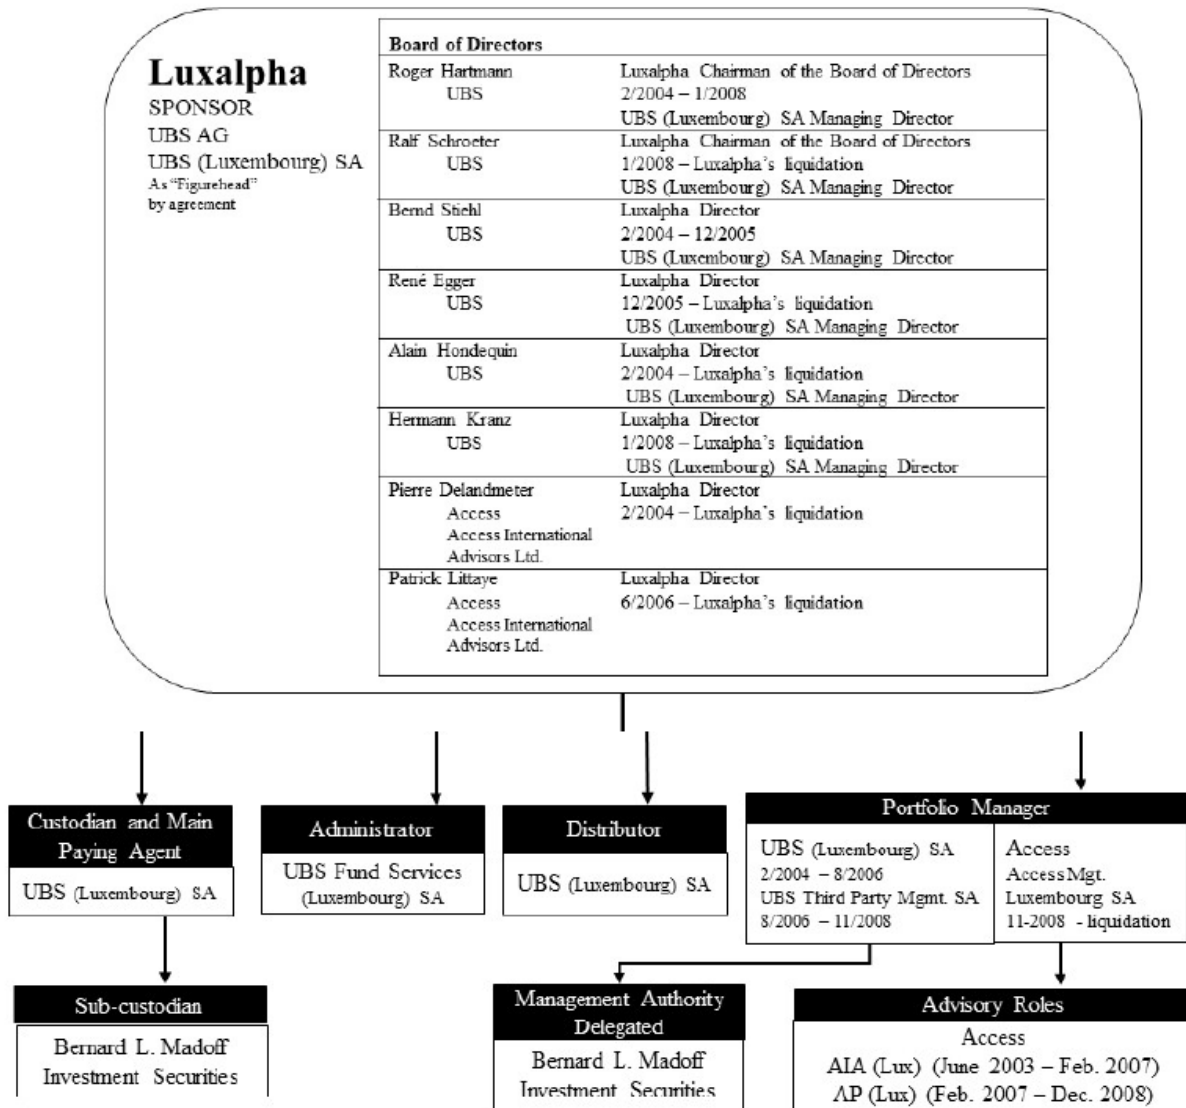 Luxalpha
SPONSOR
UBS AG
UBS (Luxembourg) SA
As “Figurehead”
by agreement
Board of Directors
Roger Hartmann Luxalpha Chairman of the Board of Directors
UBS 2/2004 – 1/2008
UBS (Luxembourg) SA Managing Director
Ralf Schroeter Luxalpha Chairman of the Board of Directors
UBS 1/2008 – Luxalpha’s liquidation
UBS (Luxembourg) SA Managing Director
Bernd Stiehl Luxalpha Director
UBS 2/2004 – 12/2005
UBS (Luxembourg) SA Managing Director
René Egger Luxalpha Director
UBS 12/2005 – Luxalpha’s liquidation
UBS (Luxembourg) SA Managing Director
Alain Hondequin Luxalpha Director
UBS 2/2004 – Luxalpha’s liquidation
UBS (Luxembourg) SA Managing Director
Hermann Kranz Luxalpha Director
UBS 1/2008 – Luxalpha’s liquidation
UBS (Luxembourg) SA Managing Director
Pierre Delandmeter Luxalpha Director
Access 2/2004 – Luxalpha’s liquidation
Access International
Advisors Ltd.
Patrick Littaye Luxalpha Director
Access 6/2006 – Luxalpha’s liquidation
Access International
Advisors Ltd.
Custodian and Main
Paying Agent
UBS (Luxembourg) SA
Administrator
UBS Fund Services
(Luxembourg) SA
Distributor
UBS (Luxembourg) SA
Portfolio Manager
UBS (Luxembourg) SA
2/2004 – 8/2006
UBS Third Party Mgmt. SA
8/2006 – 11/2008
Access
Access Mgt.
Luxembourg SA
11-2008 - liquidation
Sub-custodian
Bernard L. Madoff
Investment Securities
Management Authority
Delegated
Bernard L. Madoff
Investment Securities
Advisory Roles
Access
AIA (Lux) (June 2003 – Feb. 2007)
AP (Lux) (Feb. 2007 – Dec. 2008)